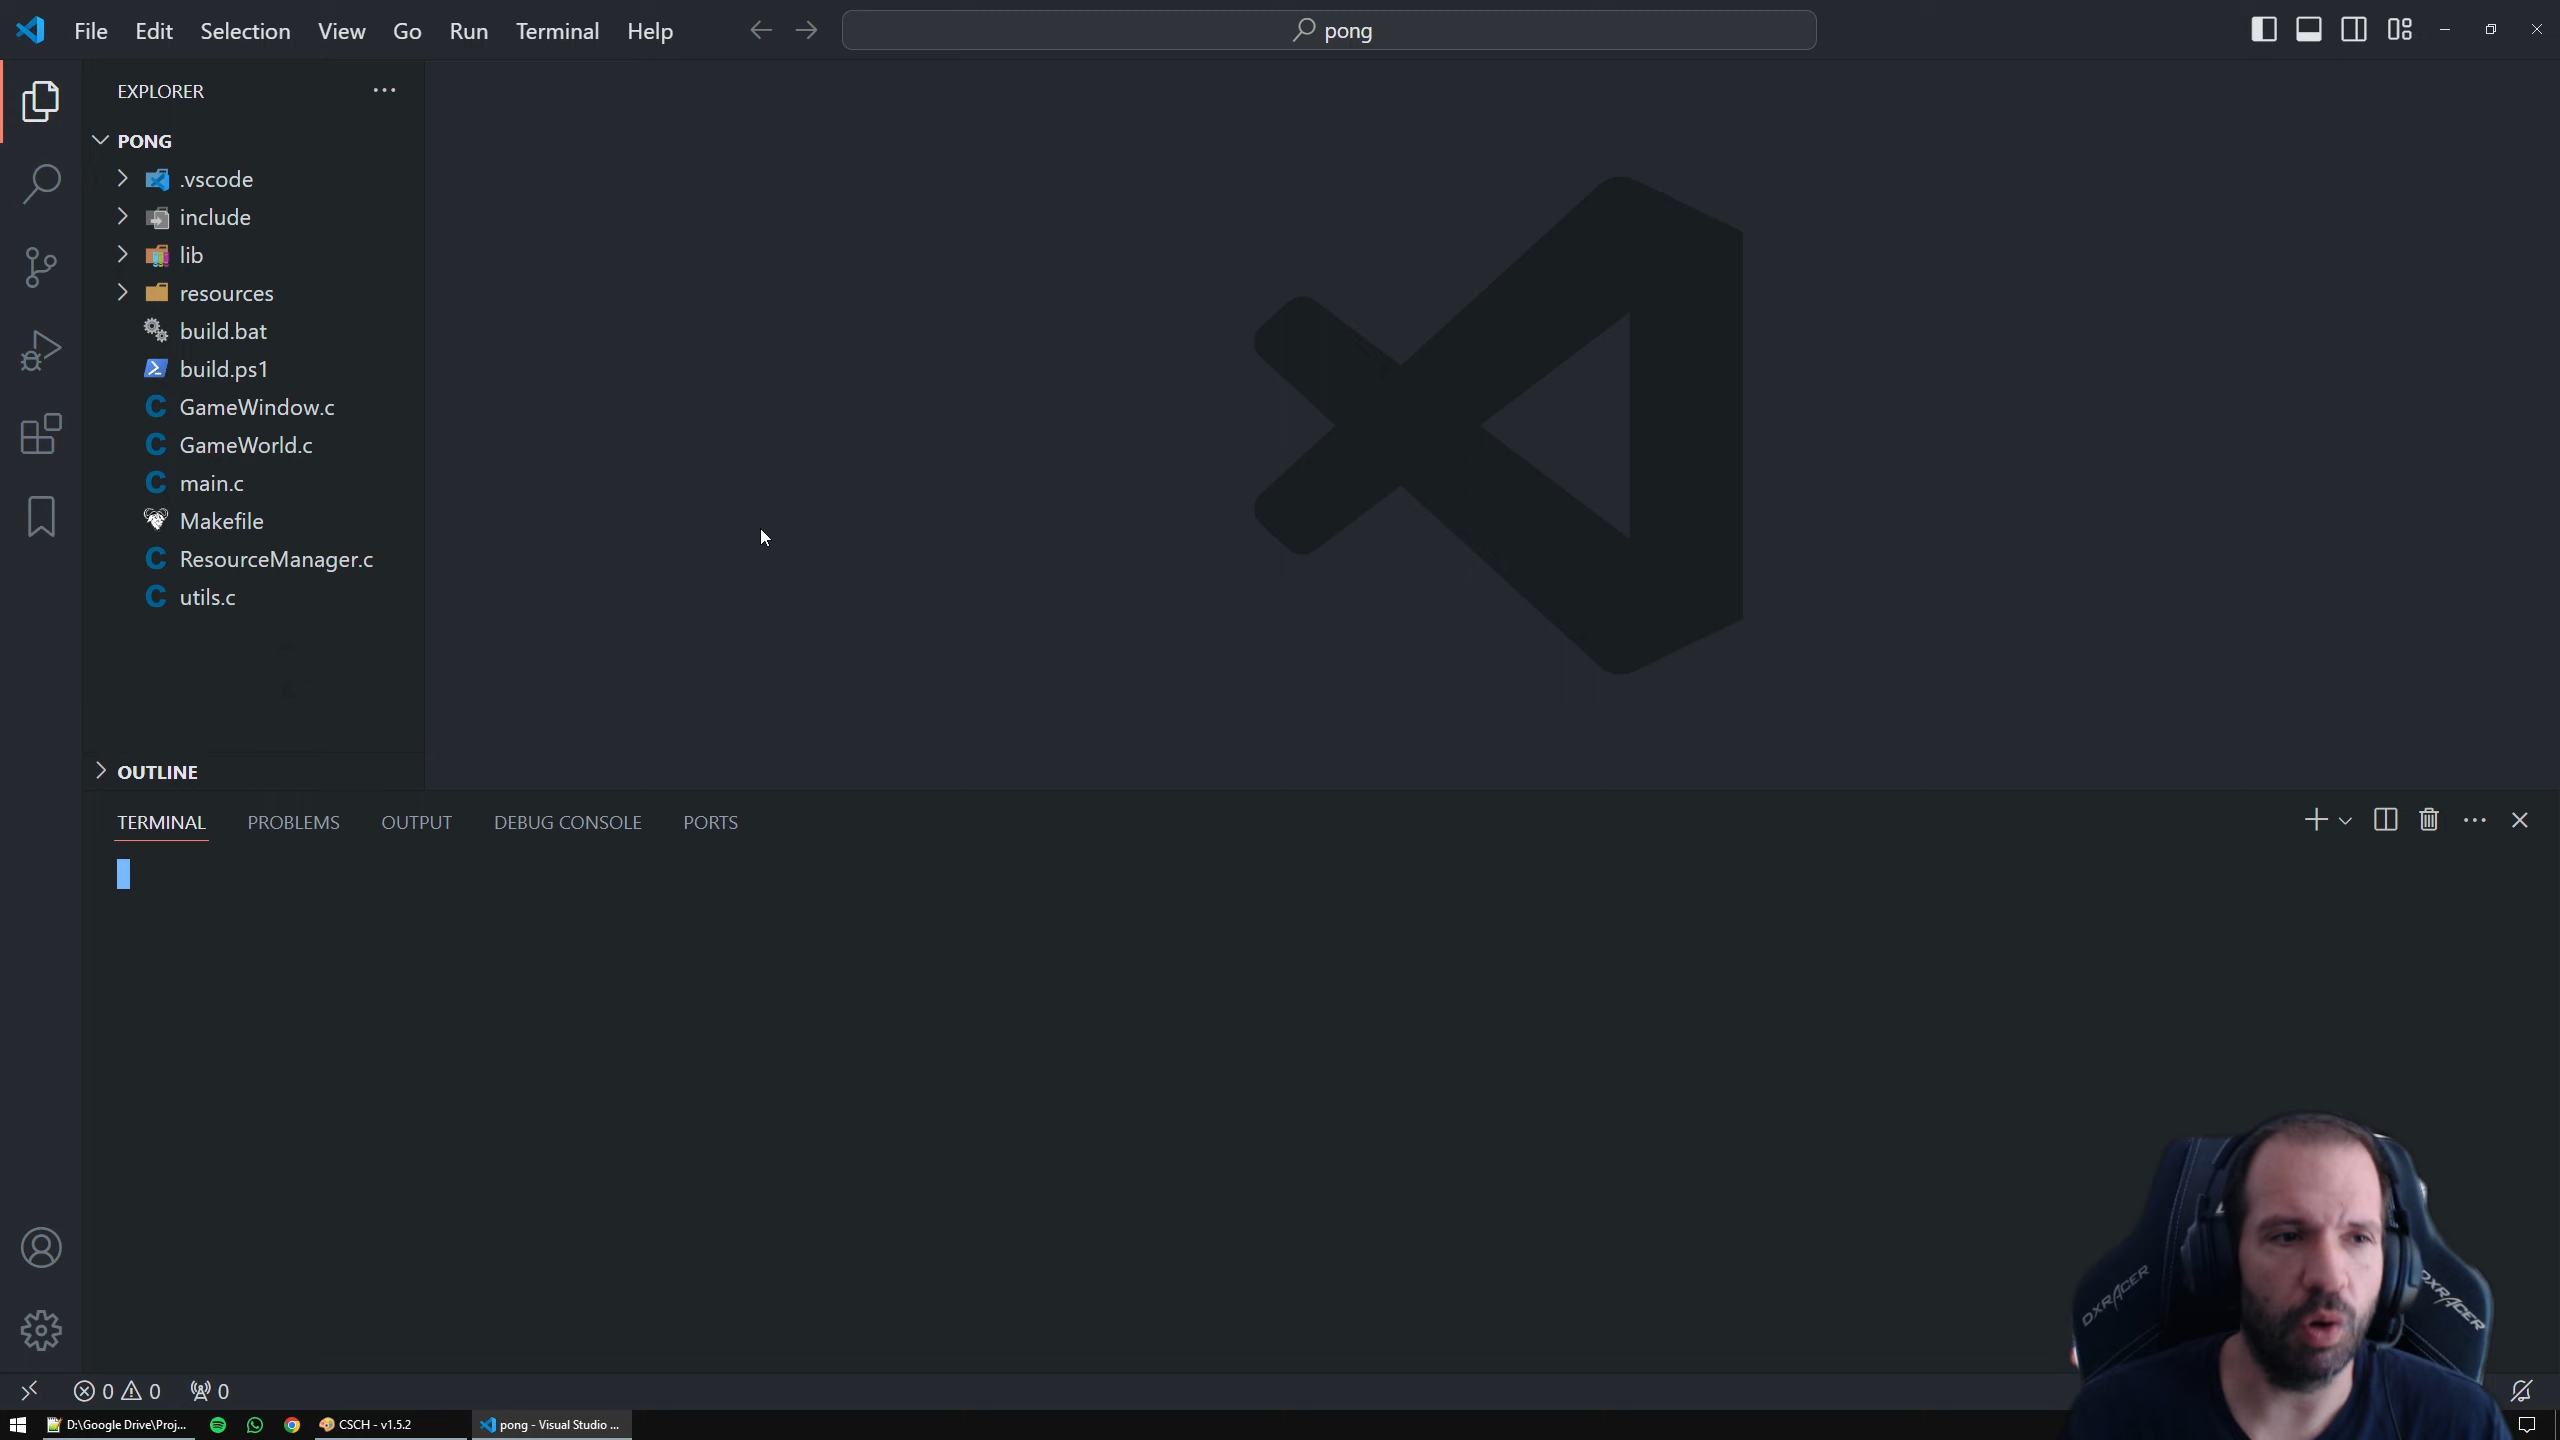 File Edit Selection View Go Run Terminal Help
pong
EXPLORER
PONG
.vscode
include
lib
resources
build.bat
build.ps1
GameWindow.c
GameWorld.c
main.c
Makefile
ResourceManager.c
utils.c
OUTLINE
TERMINAL PROBLEMS OUTPUT DEBUG CONSOLE PORTS
DXRACER
DXRACER
0 0 0
D:\Google Drive\Proj... CSCH - v1.5.2 pong - Visual Studio ...